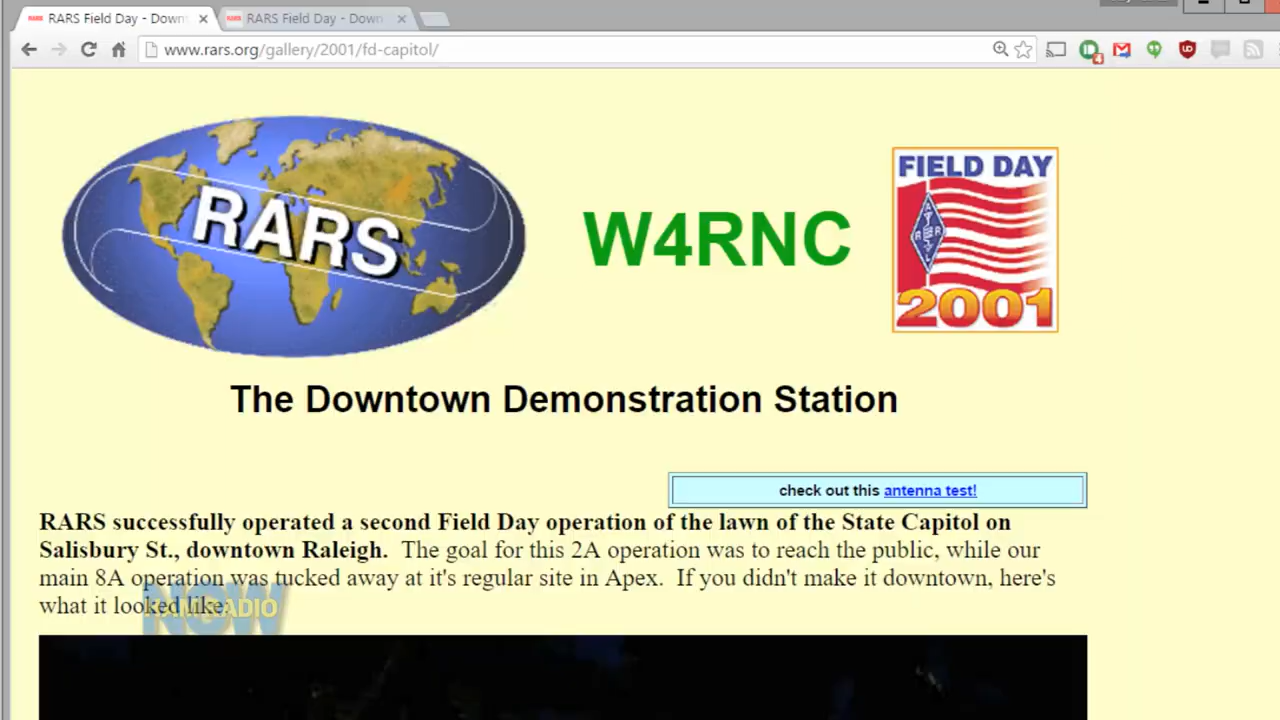 RARS Field Day - Down
RARS Field Day - Down
www.rars.org/gallery/2001/fd-capitol/
RARS
W4RNC
FIELD DAY
ARRL
2001
The Downtown Demonstration Station
check out this antenna test!
RARS successfully operated a second Field Day operation of the lawn of the State Capitol on
Salisbury St., downtown Raleigh. The goal for this 2A operation was to reach the public, while our
main 8A operation was tucked away at it's regular site in Apex. If you didn't make it downtown, here's
what it looked like.
HAM RADIO
NOW